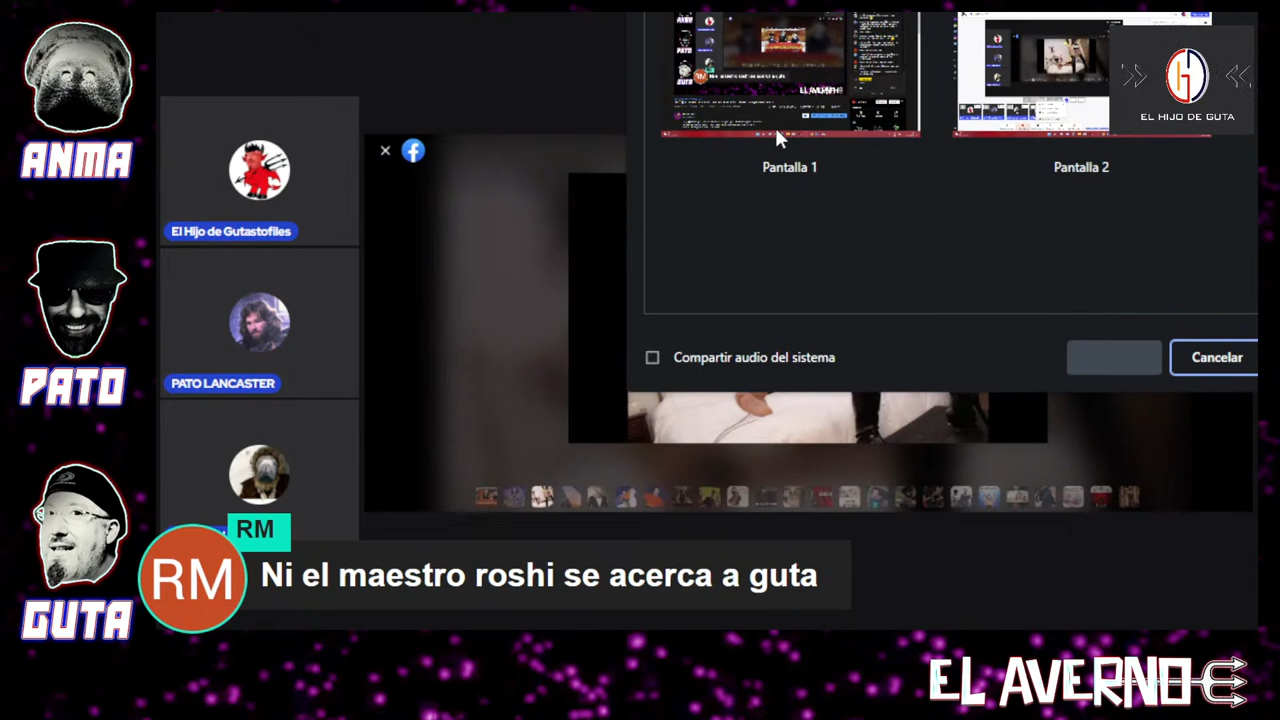 ANMA
PATO
GUTA
El Hijo de Gutastofiles
PATO LANCASTER
Pantalla 1
Pantalla 2
EL HIJO DE GUTA
Compartir audio del sistema
Cancelar
RM
RM
Ni el maestro roshi se acerca a guta
EL AVERNO